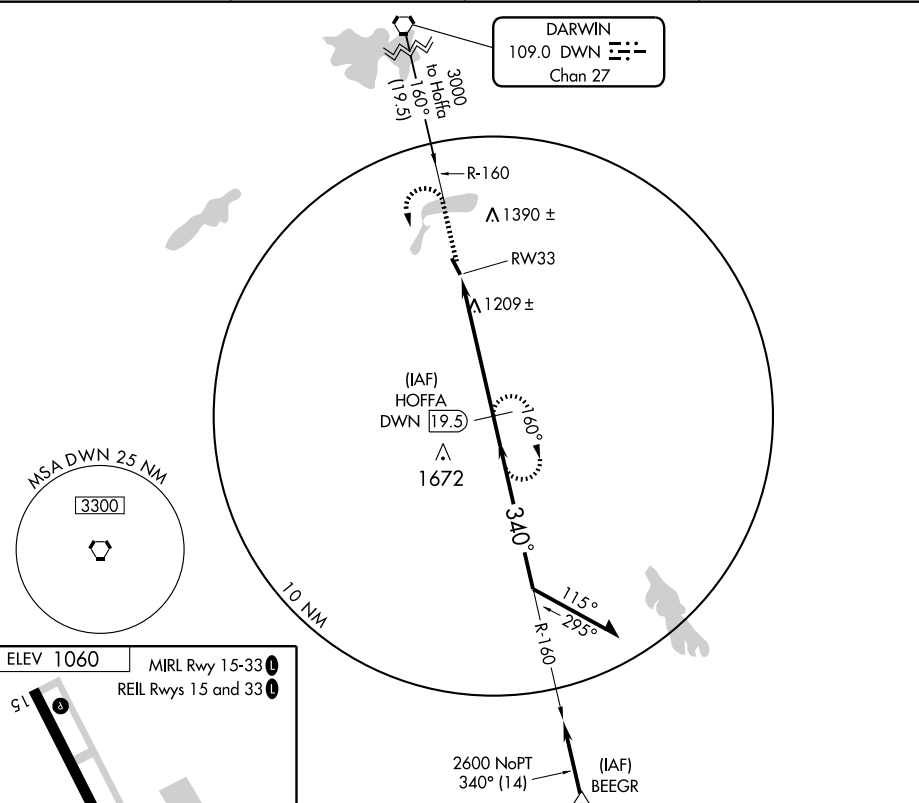 DARWIN
109.0 DWN
Chan 27
3000
to Hoffa
160°
(19.5)
R-160
1390 ±
RW33
1209 ±
(IAF)
HOFFA
DWN 19.5
160°
1672
MSA DWN 25 NM
3300
340°
10 NM
115°
295°
R-160
ELEV 1060
MIRL Rwy 15-33 L
REIL Rwys 15 and 33 L
15
P
2600 NoPT
340° (14)
(IAF)
BEEGR